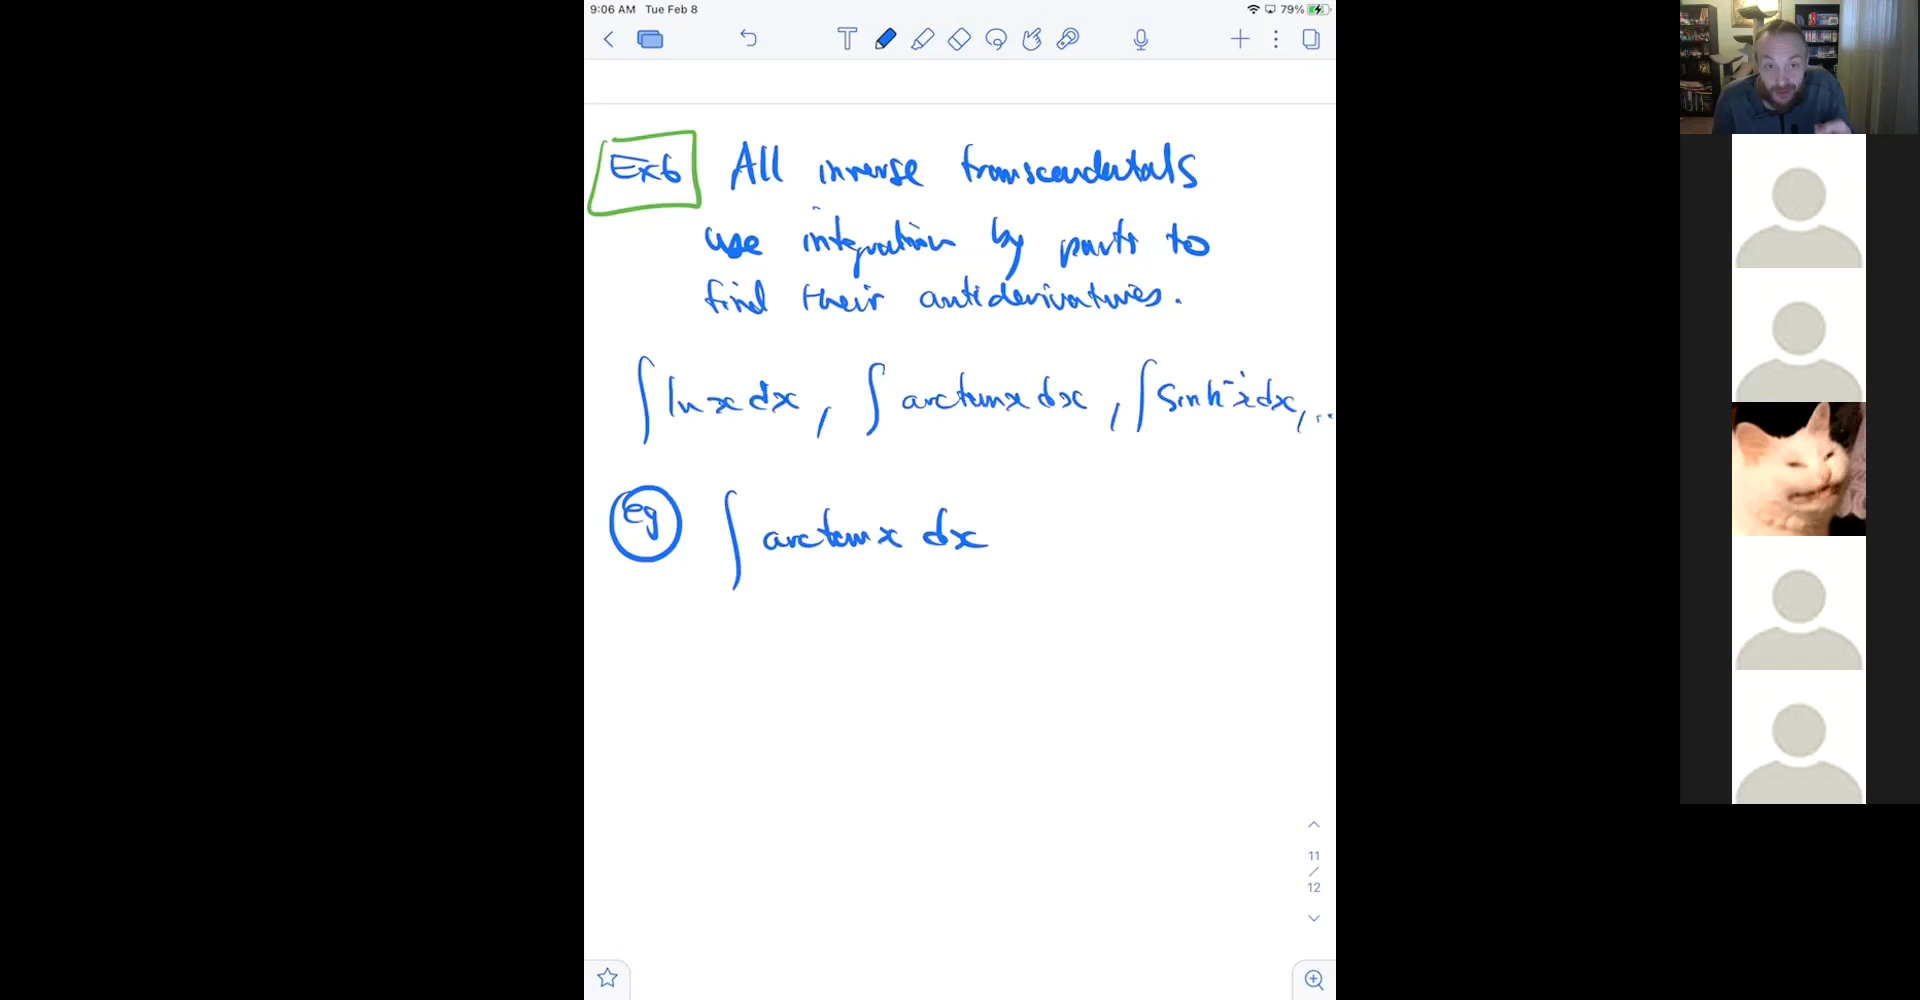 9:06 AM Tue Feb 8
79%
T
Ex6 All inverse transcendentals
use integration by parts to
find their antiderivatives.
∫ ln x dx, ∫ arctan x dx, ∫ sinh⁻¹x dx, ...
eg ∫ arctan x dx
11
/
12